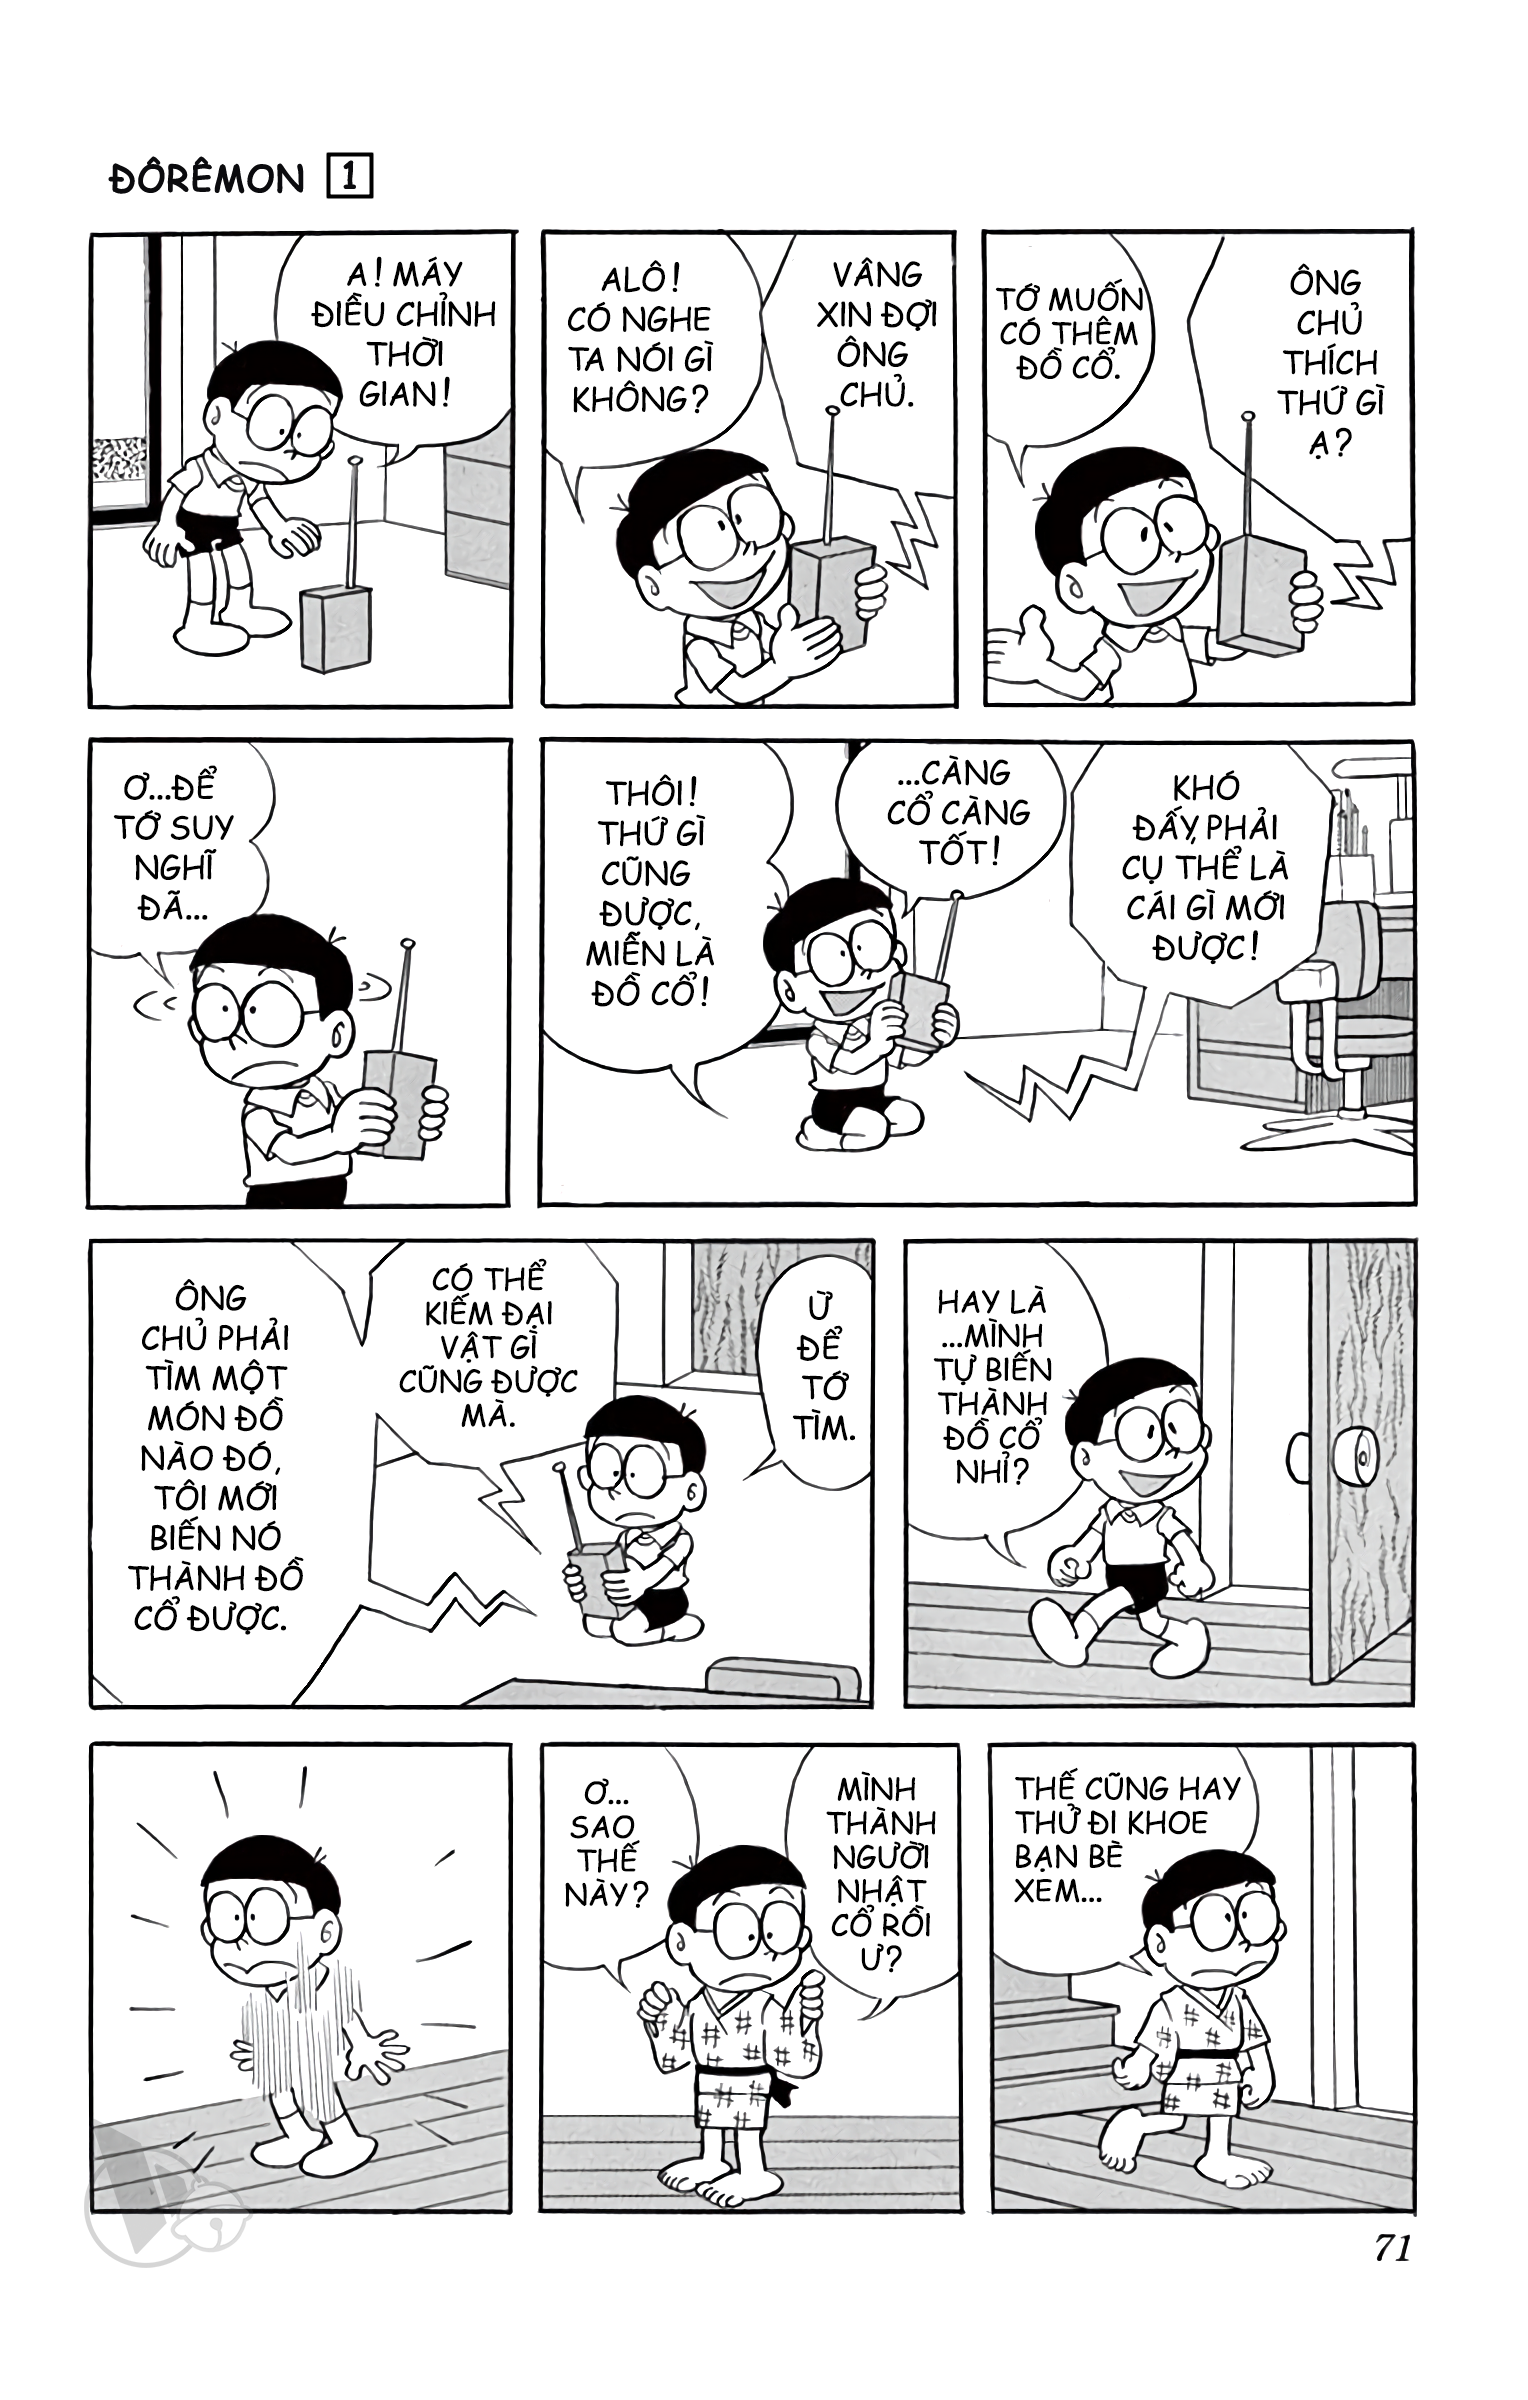 ĐÔRÊMON 1
A! MÁY
ĐIỀU CHỈNH
THỜI
GIAN!
ALÔ!
CÓ NGHE
TA NÓI GÌ
KHÔNG?
VÂNG
XIN ĐỢI
ÔNG
CHỦ.
TỚ MUỐN
CÓ THÊM
ĐỒ CỔ.
ÔNG
CHỦ
THÍCH
THỨ GÌ
Ạ?
Ơ...ĐỂ
TỚ SUY
NGHĨ
ĐÃ...
THÔI!
THỨ GÌ
CŨNG
ĐƯỢC,
MIỄN LÀ
ĐỒ CỔ!
...CÀNG
CỔ CÀNG
TỐT!
KHÓ
ĐẤY, PHẢI
CỤ THỂ LÀ
CÁI GÌ MỚI
ĐƯỢC!
ÔNG
CHỦ PHẢI
TÌM MỘT
MÓN ĐỒ
NÀO ĐÓ,
TÔI MỚI
BIẾN NÓ
THÀNH ĐỒ
CỔ ĐƯỢC.
CÓ THỂ
KIẾM ĐẠI
VẬT GÌ
CŨNG ĐƯỢC
MÀ.
Ừ
ĐỂ
TỚ
TÌM.
HAY LÀ
...MÌNH
TỰ BIẾN
THÀNH
ĐỒ CỔ
NHỈ?
Ơ...
SAO
THẾ
NÀY?
MÌNH
THÀNH
NGƯỜI
NHẬT
CỔ RỒI
Ư?
THẾ CŨNG HAY
THỬ ĐI KHOE
BẠN BÈ
XEM...
71